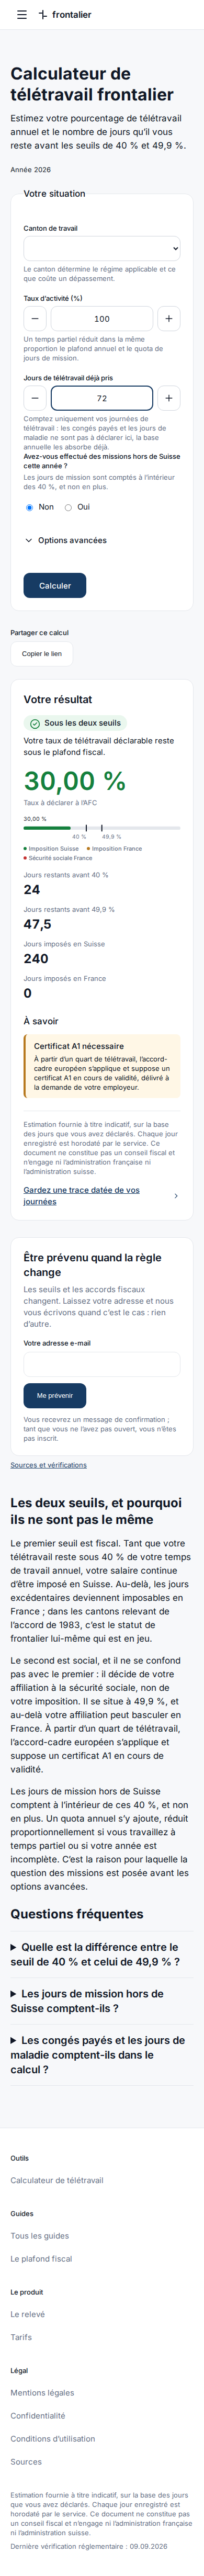 frontalier
Calculateur de
télétravail frontalier
Estimez votre pourcentage de télétravail
annuel et le nombre de jours qu’il vous
reste avant les seuils de 40 % et 49,9 %.
Année 2026
Votre situation
Canton de travail
Le canton détermine le régime applicable et ce
que coûte un dépassement.
Taux d’activité (%)
100
Un temps partiel réduit dans la même
proportion le plafond annuel et le quota de
jours de mission.
Jours de télétravail déjà pris
72
Comptez uniquement vos journées de
télétravail : les congés payés et les jours de
maladie ne sont pas à déclarer ici, la base
annuelle les absorbe déjà.
Avez-vous effectué des missions hors de Suisse
cette année ?
Les jours de mission sont comptés à l’intérieur
des 40 %, et non en plus.
Non Oui
Options avancées
Calculer
Partager ce calcul
Copier le lien
Votre résultat
Sous les deux seuils
Votre taux de télétravail déclarable reste
sous le plafond fiscal.
30,00 %
Taux à déclarer à l’AFC
30,00 %
40 % 49,9 %
Imposition Suisse Imposition France
Sécurité sociale France
Jours restants avant 40 %
24
Jours restants avant 49,9 %
47,5
Jours imposés en Suisse
240
Jours imposés en France
0
À savoir
Certificat A1 nécessaire
À partir d’un quart de télétravail, l’accord-
cadre européen s’applique et suppose un
certificat A1 en cours de validité, délivré à
la demande de votre employeur.
Estimation fournie à titre indicatif, sur la base
des jours que vous avez déclarés. Chaque jour
enregistré est horodaté par le service. Ce
document ne constitue pas un conseil fiscal et
n’engage ni l’administration française ni
l’administration suisse.
Gardez une trace datée de vos
journées
Être prévenu quand la règle
change
Les seuils et les accords fiscaux
changent. Laissez votre adresse et nous
vous écrivons quand c’est le cas : rien
d’autre.
Votre adresse e-mail
Me prévenir
Vous recevrez un message de confirmation ;
tant que vous ne l’avez pas ouvert, vous n’êtes
pas inscrit.
Sources et vérifications
Les deux seuils, et pourquoi
ils ne sont pas le même
Le premier seuil est fiscal. Tant que votre
télétravail reste sous 40 % de votre temps
de travail annuel, votre salaire continue
d’être imposé en Suisse. Au-delà, les jours
excédentaires deviennent imposables en
France ; dans les cantons relevant de
l’accord de 1983, c’est le statut de
frontalier lui-même qui est en jeu.
Le second est social, et il ne se confond
pas avec le premier : il décide de votre
affiliation à la sécurité sociale, non de
votre imposition. Il se situe à 49,9 %, et
au-delà votre affiliation peut basculer en
France. À partir d’un quart de télétravail,
l’accord-cadre européen s’applique et
suppose un certificat A1 en cours de
validité.
Les jours de mission hors de Suisse
comptent à l’intérieur de ces 40 %, et non
en plus. Un quota annuel s’y ajoute, réduit
proportionnellement si vous travaillez à
temps partiel ou si votre année est
incomplète. C’est la raison pour laquelle la
question des missions est posée avant les
options avancées.
Questions fréquentes
Quelle est la différence entre le
seuil de 40 % et celui de 49,9 % ?
Les jours de mission hors de
Suisse comptent-ils ?
Les congés payés et les jours de
maladie comptent-ils dans le
calcul ?
Outils
Calculateur de télétravail
Guides
Tous les guides
Le plafond fiscal
Le produit
Le relevé
Tarifs
Légal
Mentions légales
Confidentialité
Conditions d’utilisation
Sources
Estimation fournie à titre indicatif, sur la base des jours
que vous avez déclarés. Chaque jour enregistré est
horodaté par le service. Ce document ne constitue pas
un conseil fiscal et n’engage ni l’administration française
ni l’administration suisse.
Dernière vérification réglementaire : 09.09.2026